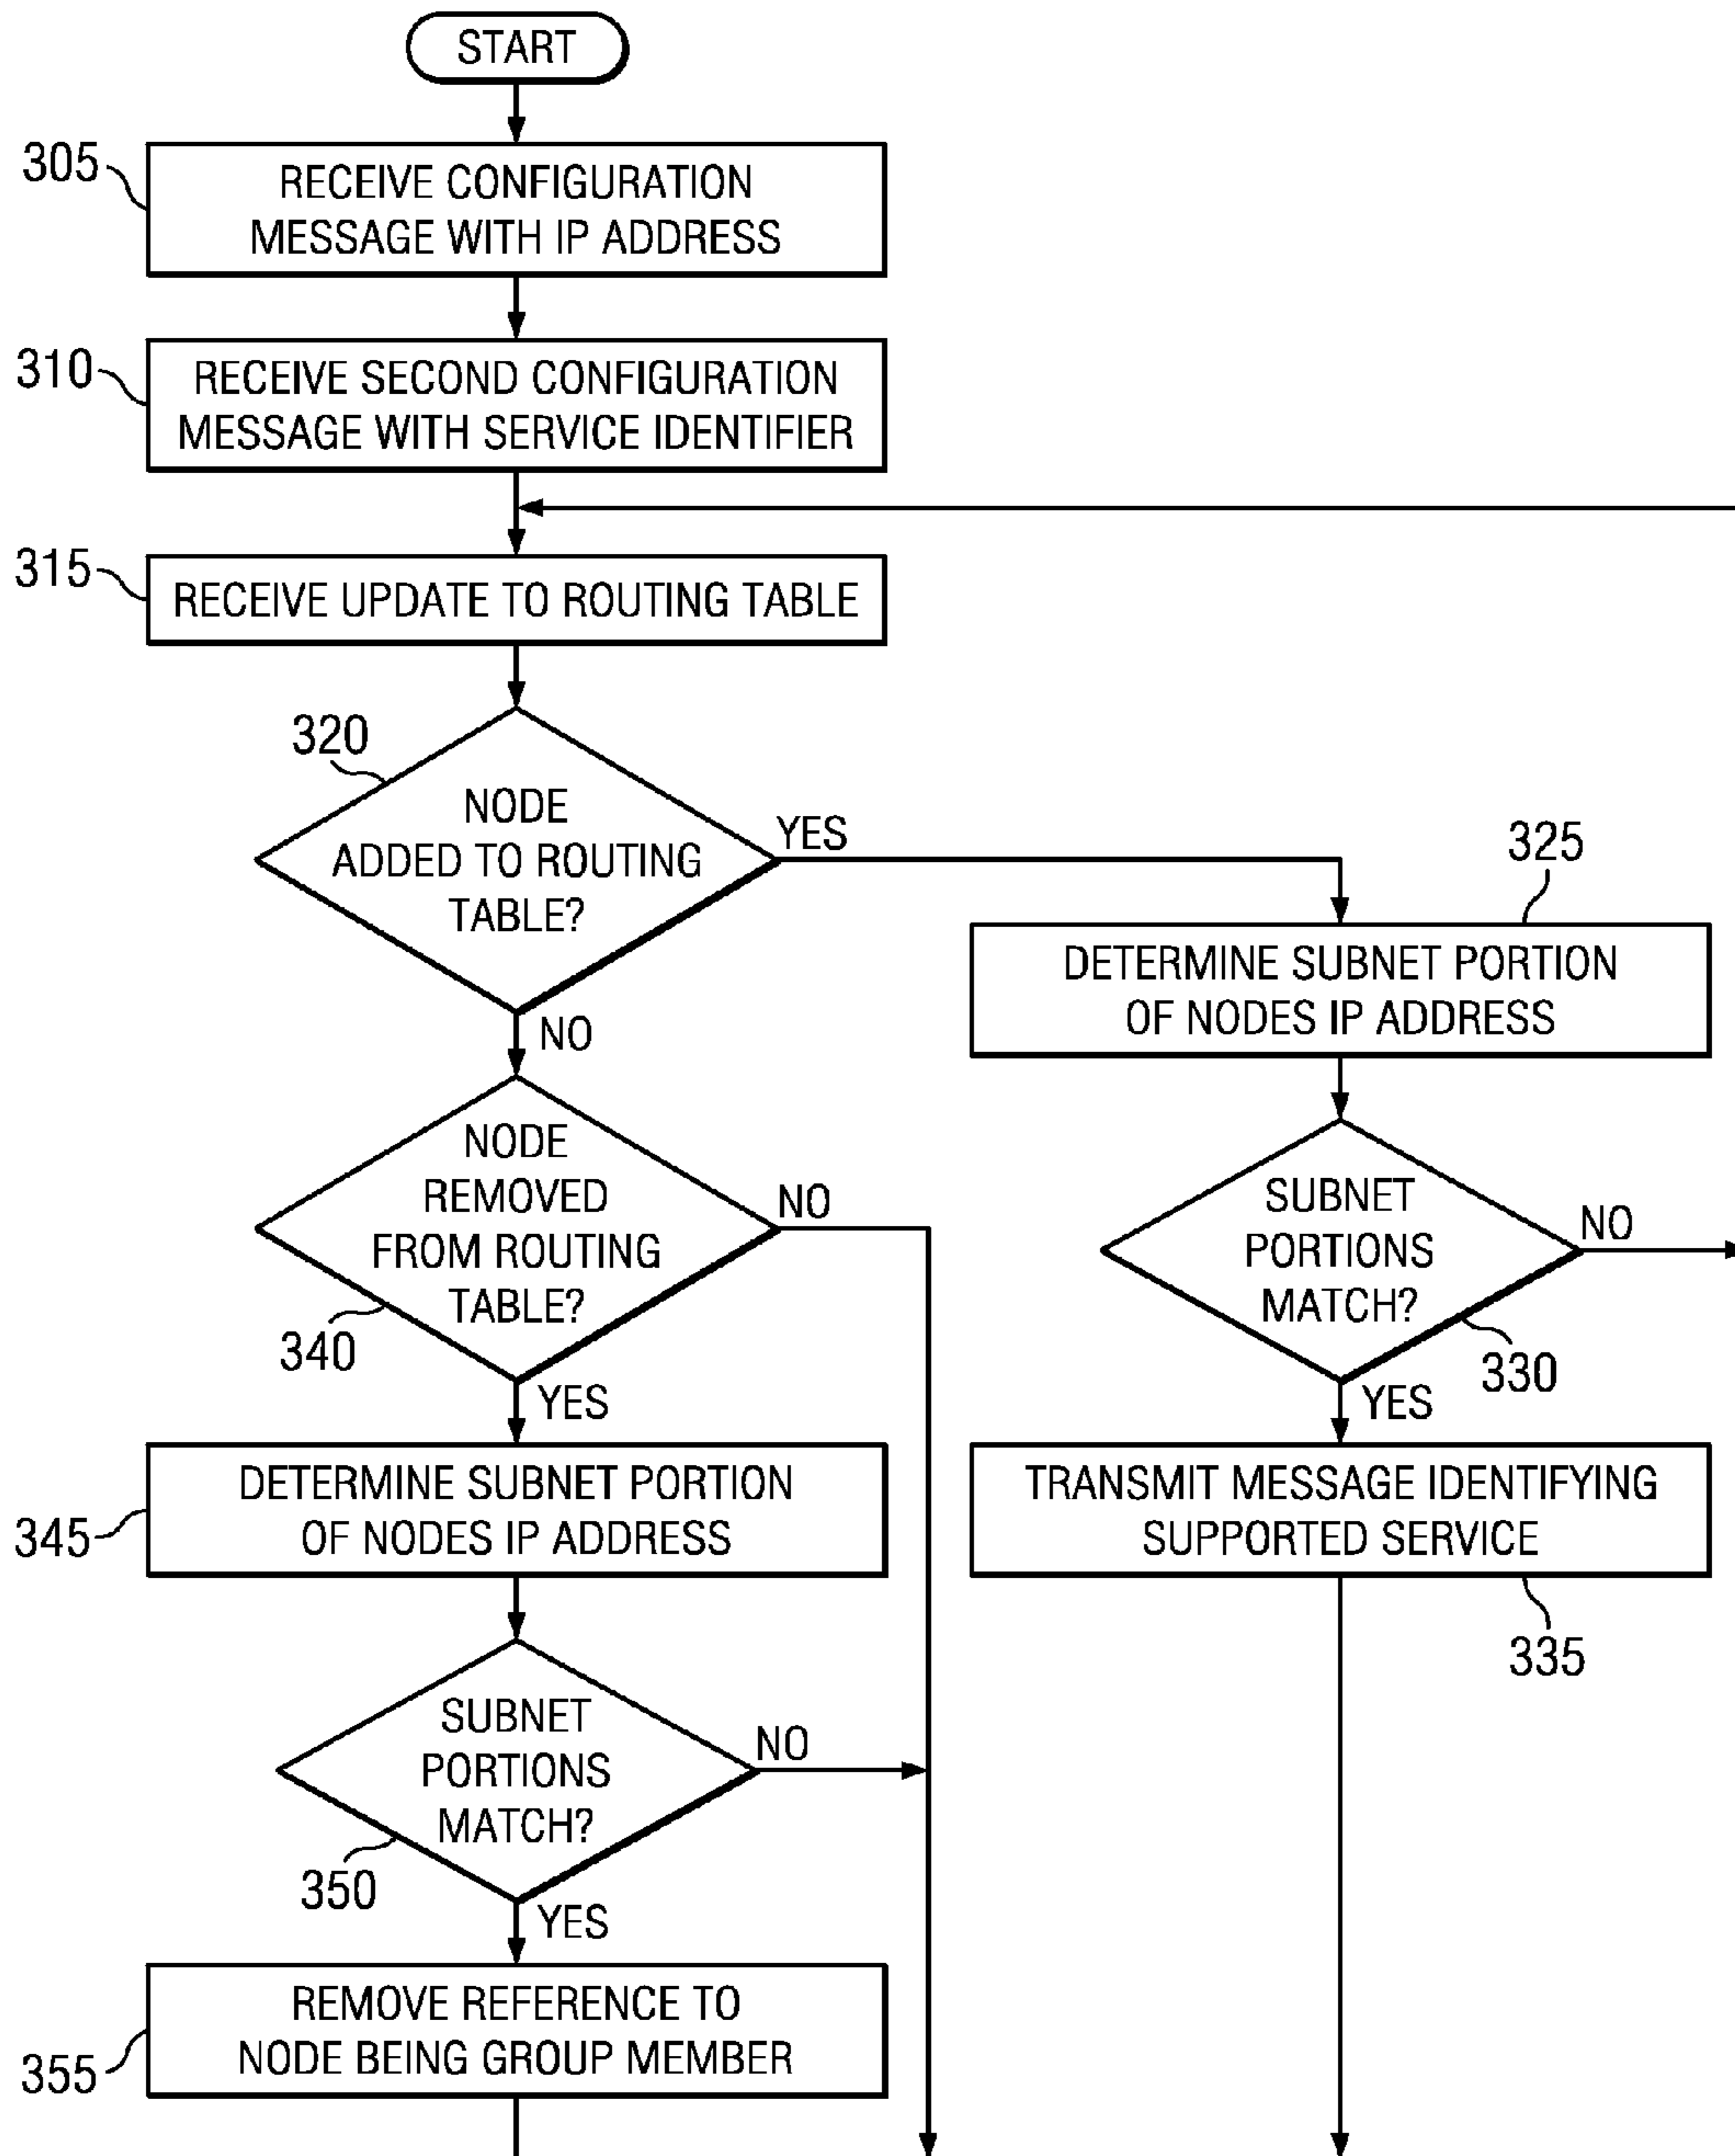 START
305
RECEIVE CONFIGURATION
MESSAGE WITH IP ADDRESS
310
RECEIVE SECOND CONFIGURATION
MESSAGE WITH SERVICE IDENTIFIER
315
RECEIVE UPDATE TO ROUTING TABLE
320
NODE
ADDED TO ROUTING
TABLE?
YES
NO
325
DETERMINE SUBNET PORTION
OF NODES IP ADDRESS
SUBNET
PORTIONS
MATCH?
NO
330
YES
TRANSMIT MESSAGE IDENTIFYING
SUPPORTED SERVICE
335
NODE
REMOVED
FROM ROUTING
TABLE?
NO
340
YES
345
DETERMINE SUBNET PORTION
OF NODES IP ADDRESS
SUBNET
PORTIONS
MATCH?
NO
350
YES
355
REMOVE REFERENCE TO
NODE BEING GROUP MEMBER